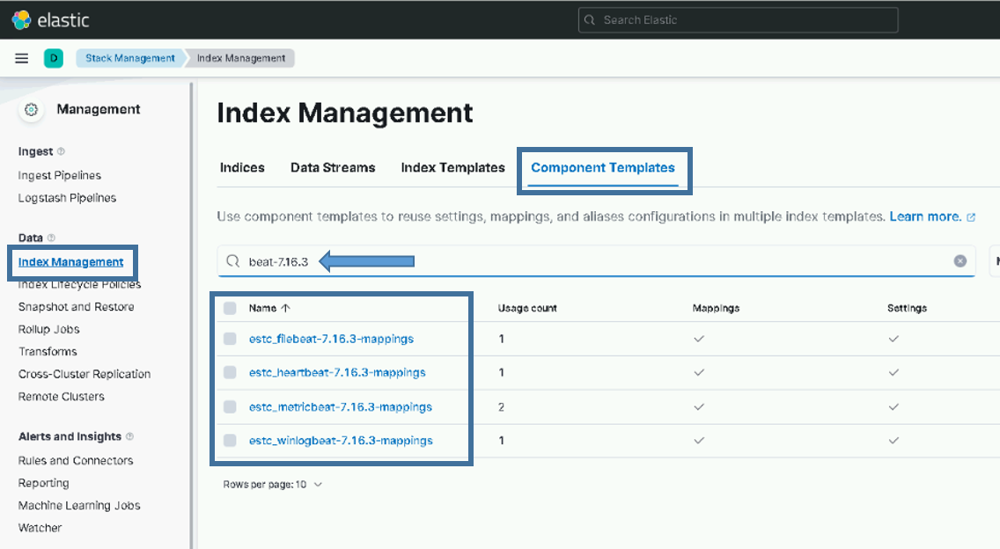 elastic
Search Elastic
D
Stack Management
Index Management
Management
Ingest
Ingest Pipelines
Logstash Pipelines
Data
Index Management
Index Lifecycle Policies
Snapshot and Restore
Rollup Jobs
Transforms
Cross-Cluster Replication
Remote Clusters
Alerts and Insights
Rules and Connectors
Reporting
Machine Learning Jobs
Watcher
Index Management
Indices Data Streams Index Templates Component Templates
Use component templates to reuse settings, mappings, and aliases configurations in multiple index templates. Learn more.
beat-7.16.3
Name Usage count Mappings Settings
estc_filebeat-7.16.3-mappings 1
estc_heartbeat-7.16.3-mappings 1
estc_metricbeat-7.16.3-mappings 2
estc_winlogbeat-7.16.3-mappings 1
Rows per page: 10